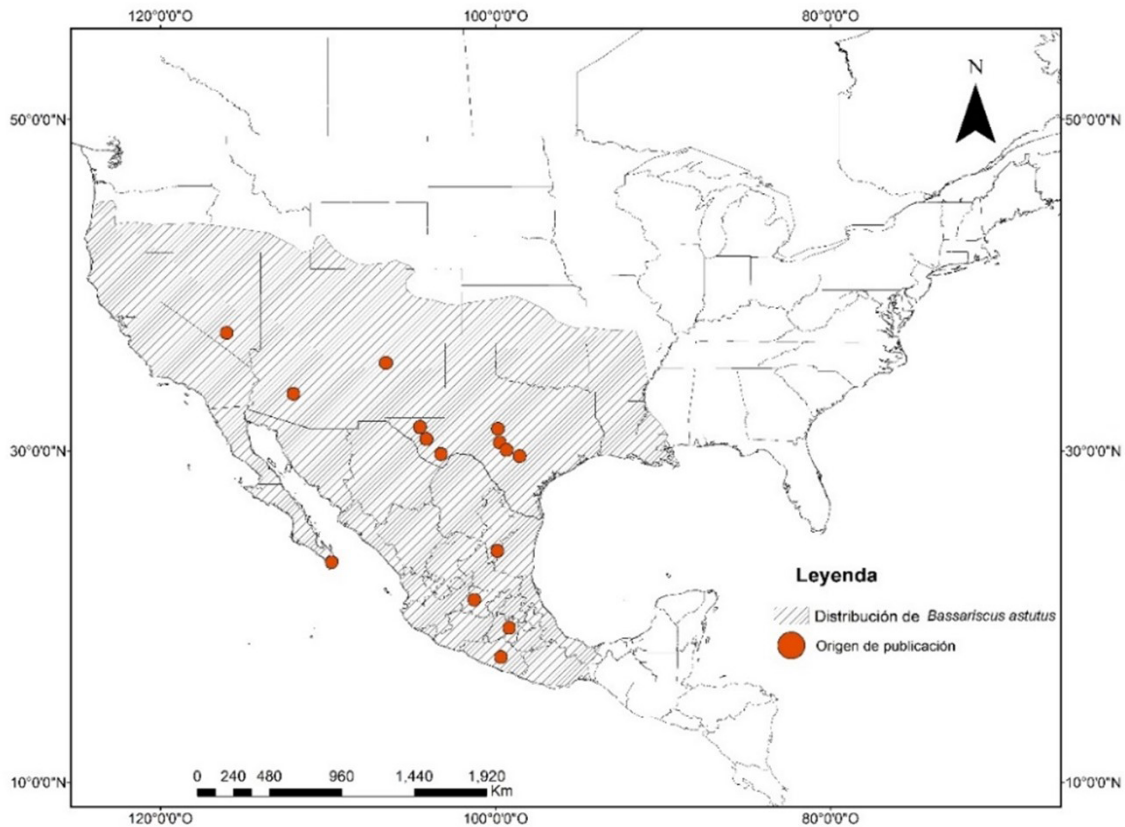 120°0'0"O 100°0'0"O 80°0'0"O
N
50°0'0"N 50°0'0"N
30°0'0"N 30°0'0"N
Leyenda
Distribución de Bassariscus astutus
Origen de publicación
0 240 480 960 1,440 1,920
Km
10°0'0"N 10°0'0"N
120°0'0"O 100°0'0"O 80°0'0"O